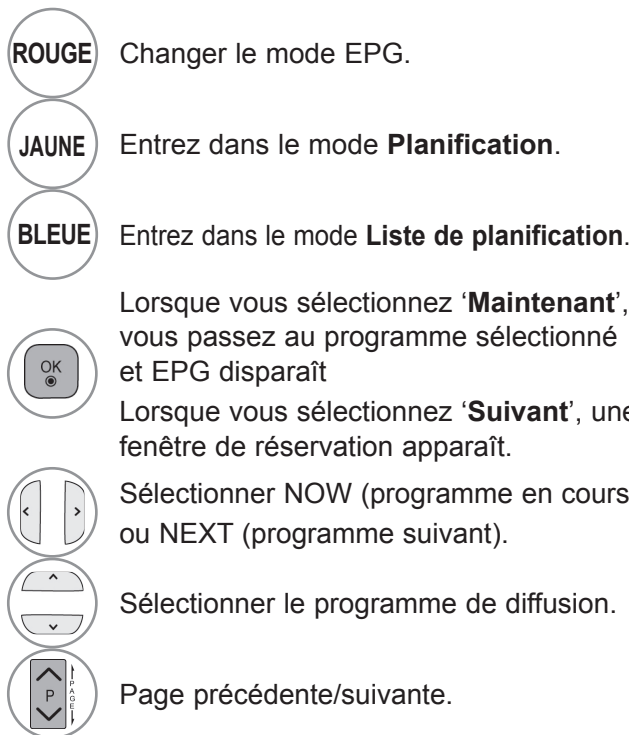 ROUGE Changer le mode EPG.
JAUNE Entrez dans le mode Planification.
BLEUE Entrez dans le mode Liste de planification.
Lorsque vous sélectionnez ‘Maintenant’,
vous passez au programme sélectionné
OK et EPG disparaît
Lorsque vous sélectionnez ‘Suivant’, une
fenêtre de réservation apparaît.
Sélectionner NOW (programme en cours
ou NEXT (programme suivant).
Sélectionner le programme de diffusion.
P PAGE Page précédente/suivante.